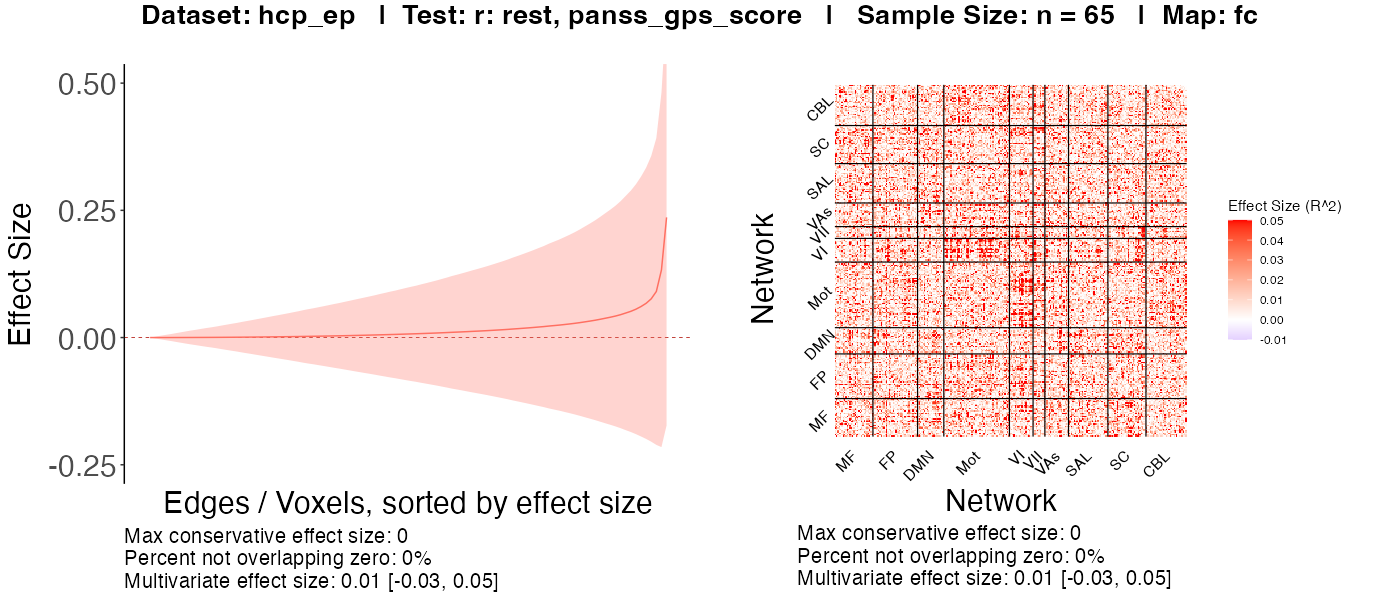 Dataset: hcp_ep | Test: r: rest, panss_gps_score | Sample Size: n = 65 | Map: fc
Effect Size
0.50
0.25
0.00
-0.25
Edges / Voxels, sorted by effect size
Max conservative effect size: 0
Percent not overlapping zero: 0%
Multivariate effect size: 0.01 [-0.03, 0.05]
Network
CBL
SC
SAL
VAs
VII
VI
Mot
DMN
FP
MF
MF
FP
DMN
Mot
VI
VII
VAs
SAL
SC
CBL
Network
Max conservative effect size: 0
Percent not overlapping zero: 0%
Multivariate effect size: 0.01 [-0.03, 0.05]
Effect Size (R^2)
0.05
0.04
0.03
0.02
0.01
0.00
-0.01